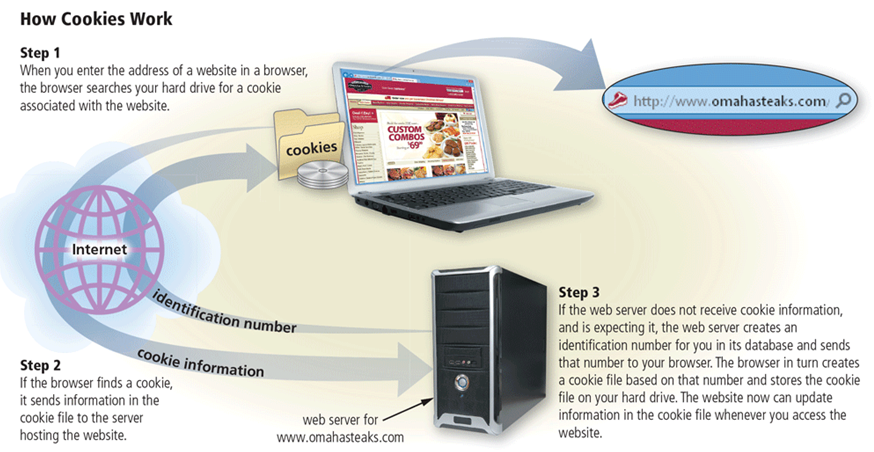 How Cookies Work
Step 1
When you enter the address of a website in a browser,
the browser searches your hard drive for a cookie
associated with the website.
cookies
CUSTOM
COMBOS
http://www.omahasteaks.com/
Internet
identification number
cookie information
Step 2
If the browser finds a cookie,
it sends information in the
cookie file to the server
hosting the website.
web server for
www.omahasteaks.com
Step 3
If the web server does not receive cookie information,
and is expecting it, the web server creates an
identification number for you in its database and sends
that number to your browser. The browser in turn creates
a cookie file based on that number and stores the cookie
file on your hard drive. The website now can update
information in the cookie file whenever you access the
website.